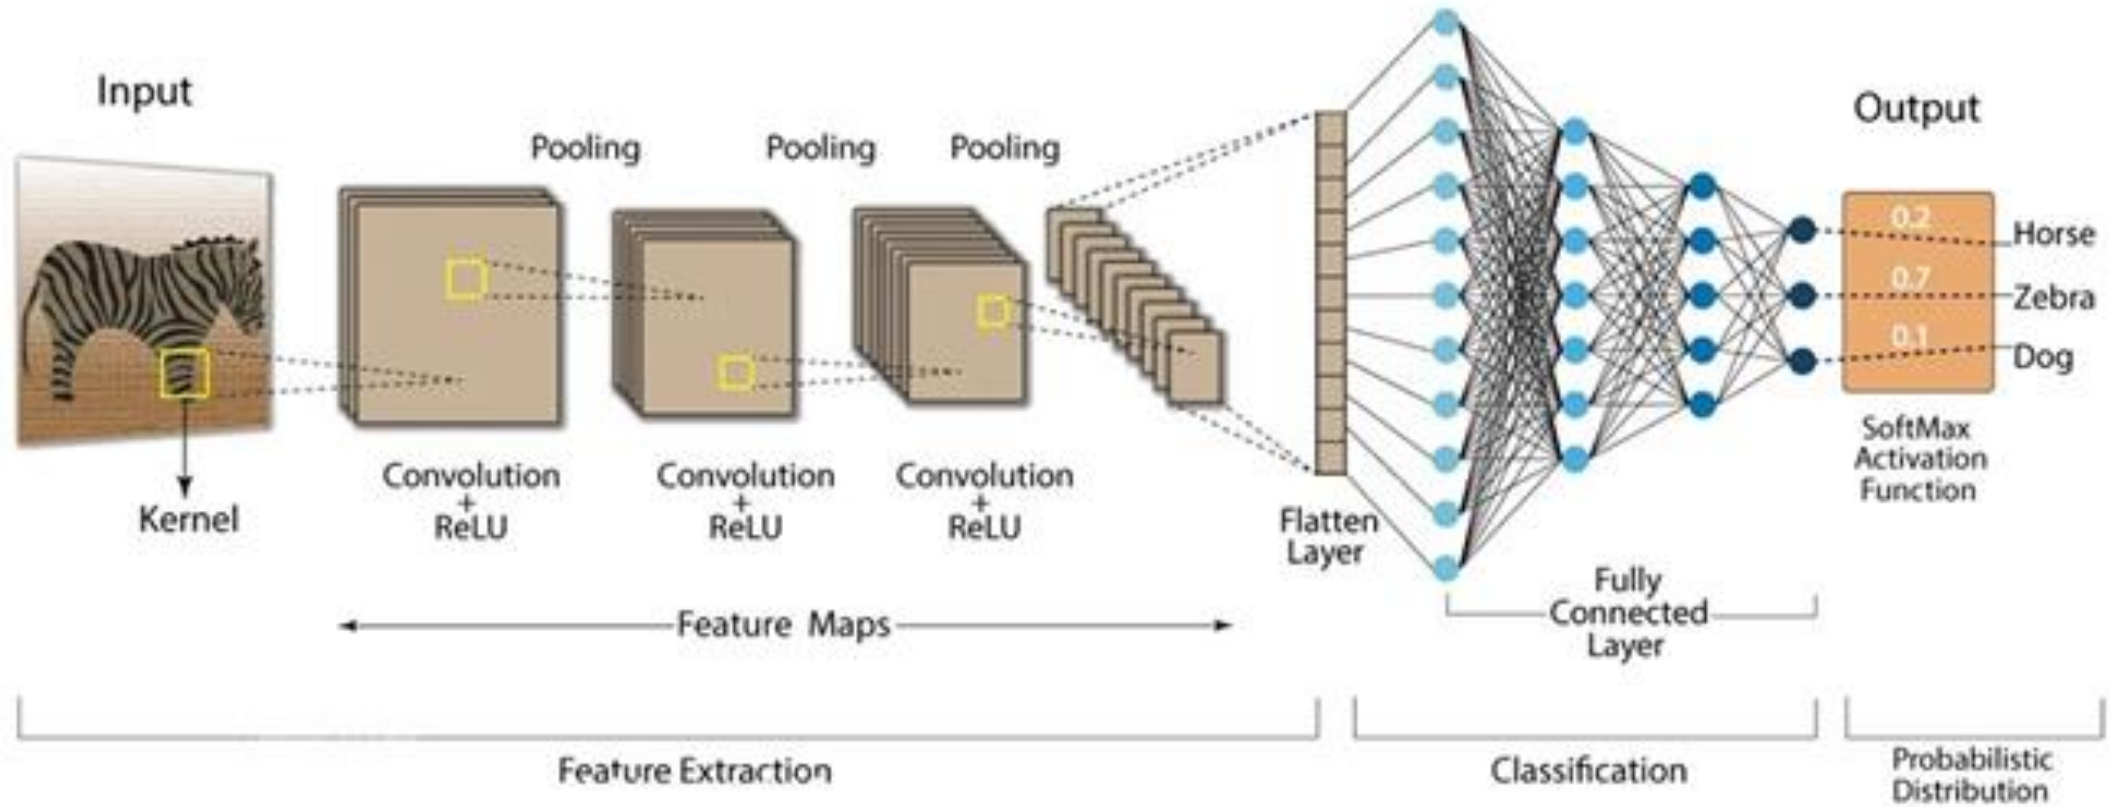 Input
Kernel
Pooling
Pooling
Pooling
Convolution
+
ReLU
Convolution
+
ReLU
Convolution
+
ReLU
Feature Maps
Flatten
Layer
Fully
Connected
Layer
Output
0.2
Horse
0.7
Zebra
0.1
Dog
SoftMax
Activation
Function
Feature Extraction
Classification
Probabilistic
Distribution